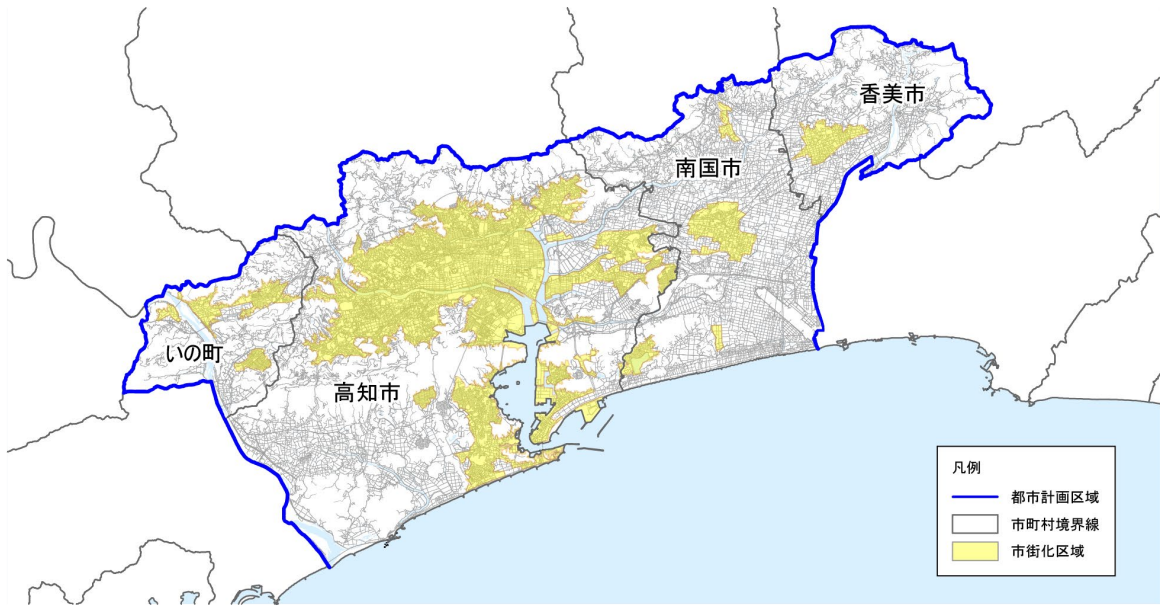 香美市
南国市
いの町
高知市
凡例
都市計画区域
市町村境界線
市街化区域